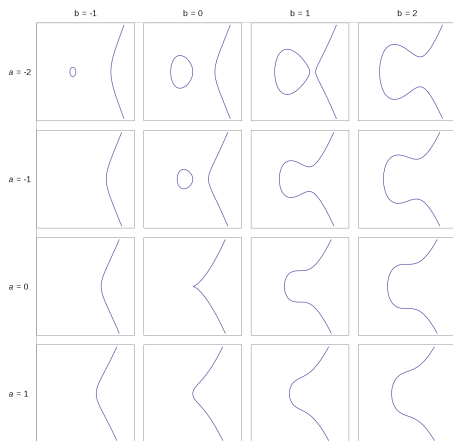 b = -1 b = 0 b = 1 b = 2
a = -2
a = -1
a = 0
a = 1